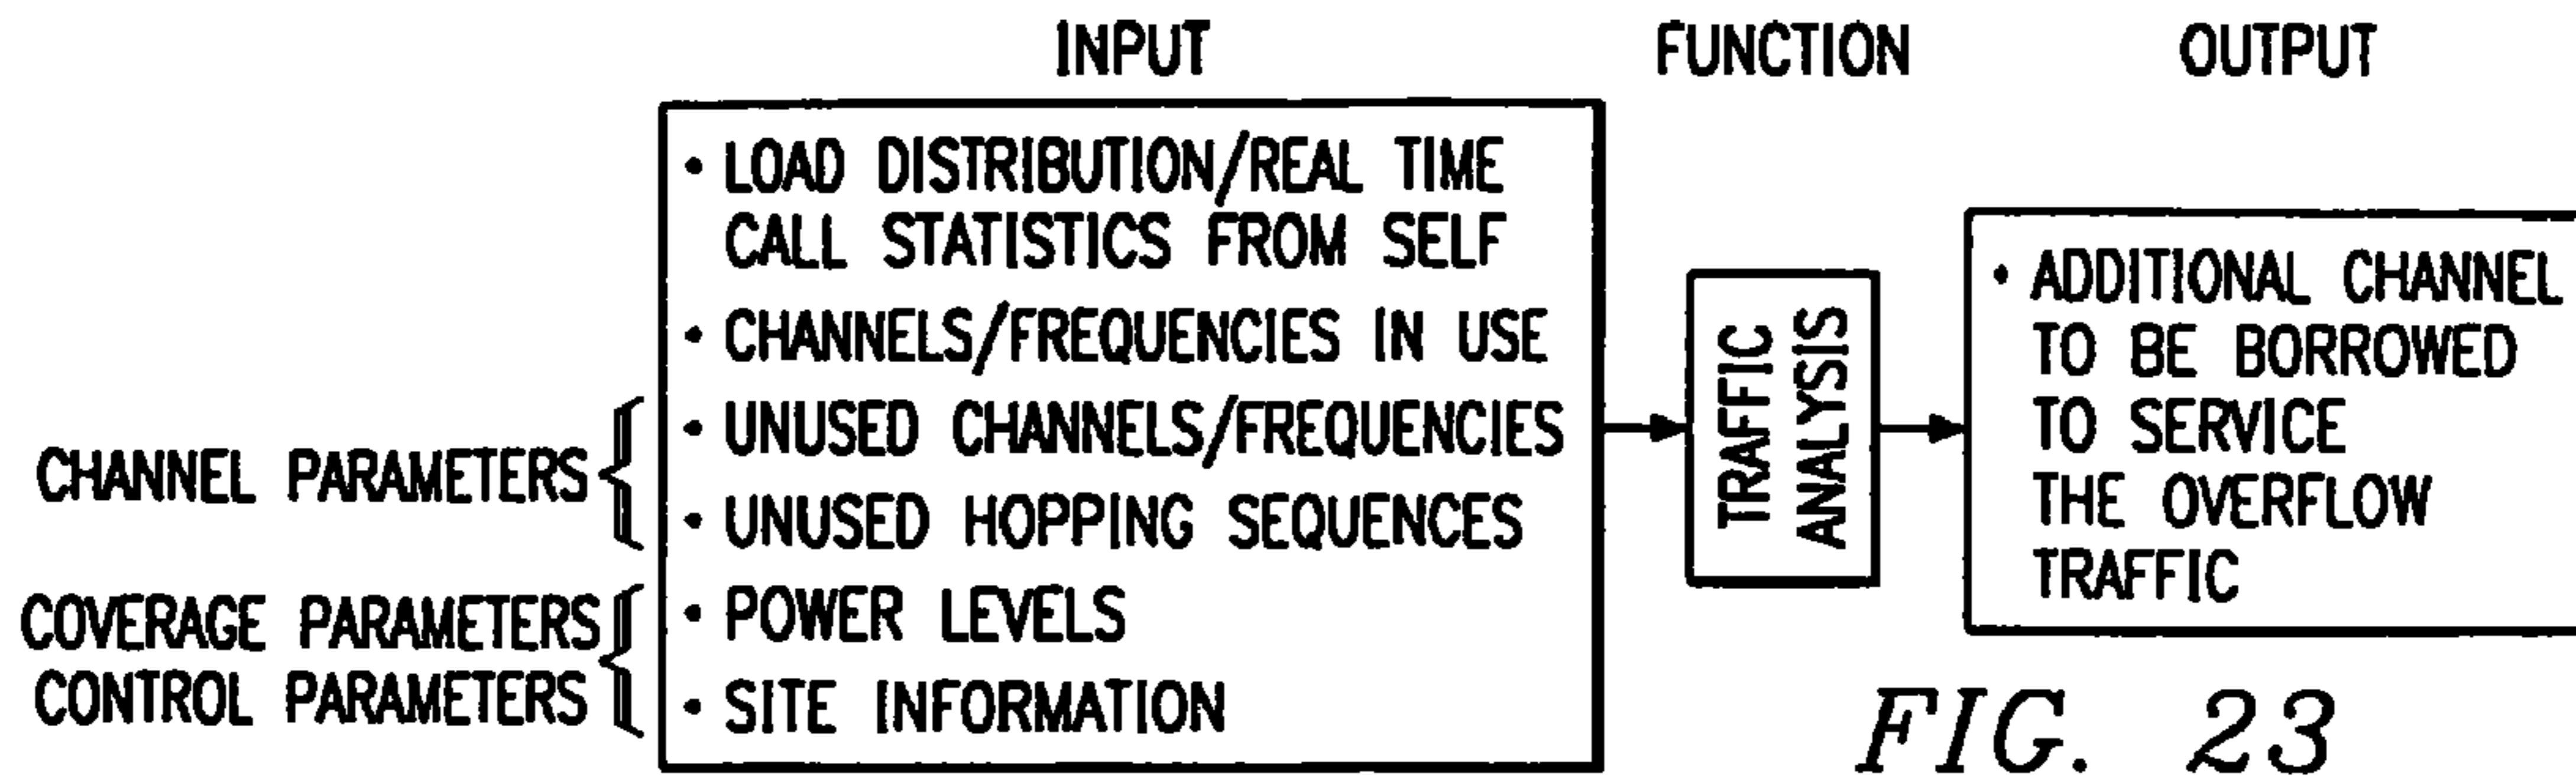 INPUT
FUNCTION
OUTPUT
• LOAD DISTRIBUTION/REAL TIME
CALL STATISTICS FROM SELF
• CHANNELS/FREQUENCIES IN USE
• UNUSED CHANNELS/FREQUENCIES
• UNUSED HOPPING SEQUENCES
• POWER LEVELS
• SITE INFORMATION
CHANNEL PARAMETERS
COVERAGE PARAMETERS
CONTROL PARAMETERS
TRAFFIC
ANALYSIS
• ADDITIONAL CHANNEL
TO BE BORROWED
TO SERVICE
THE OVERFLOW
TRAFFIC
FIG. 23